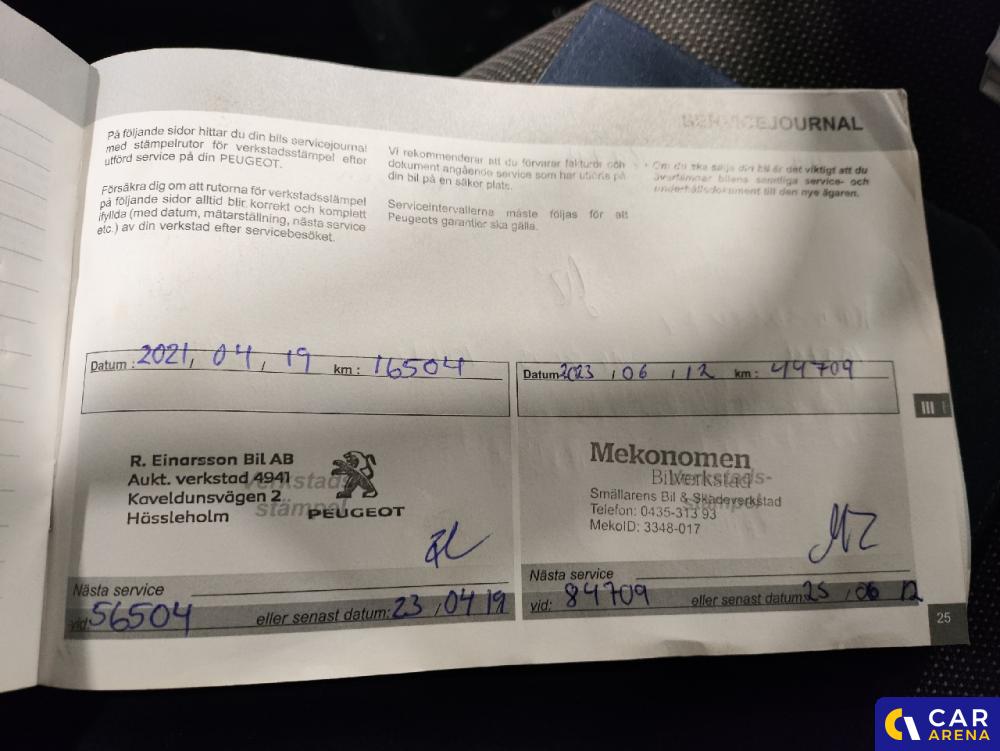 SERVICEJOURNAL
På följande sidor hittar du din bils servicejournal
med stämpelrutor för verkstadsstämpel efter
utförd service på din PEUGEOT.
Försäkra dig om att rutorna för verkstadsstämpel
på följande sidor alltid blir korrekt och komplett
ifyllda (med datum, mätarställning, nästa service
etc.) av din verkstad efter servicebesöket.
Vi rekommenderar att du förvarar fakturor och
dokument angående service som har utförts på
din bil på en säker plats.
Serviceintervallerna måste följas för att
Peugeots garantier ska gälla.
• Om du ska sälja din bil är det viktigt att du
överlämnar bilens samtliga service- och
underhållsdokument till den nye ägaren.
Datum : 2021, 04, 19 km : 16504
R. Einarsson Bil AB
Aukt. verkstad 4941
Kaveldunsvägen 2
Hässleholm
Verkstads-
stämpel
PEUGEOT
Nästa service
vid: 56504 eller senast datum: 23, 04 19
Datum 2023, 06, 12 km : 49709
Mekonomen
Bilverkstad
Verkstads-
stämpel
Smällarens Bil & Skadeverkstad
Telefon: 0435-313 93
MekoID: 3348-017
Nästa service
vid: 84709 eller senast datum: 25, 06 12
III
25
CAR
ARENA